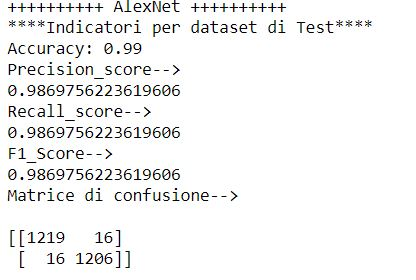 ++++++++++ AlexNet ++++++++++
****Indicatori per dataset di Test****
Accuracy: 0.99
Precision_score-->
0.9869756223619606
Recall_score-->
0.9869756223619606
F1_Score-->
0.9869756223619606
Matrice di confusione-->
[[1219   16]
 [  16 1206]]